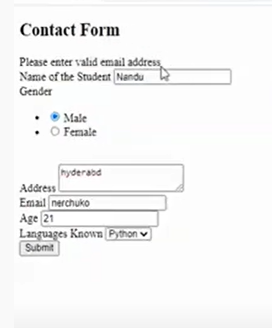 Contact Form
Please enter valid email address
Name of the Student Nandu
Gender
Male
Female
hyderabd
Address
Email nerchuko
Age 21
Languages Known Python
Submit